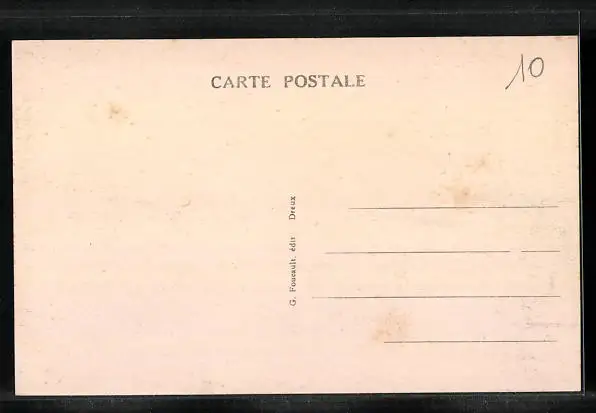 CARTE POSTALE
10
G. Foucault. édit Dreux